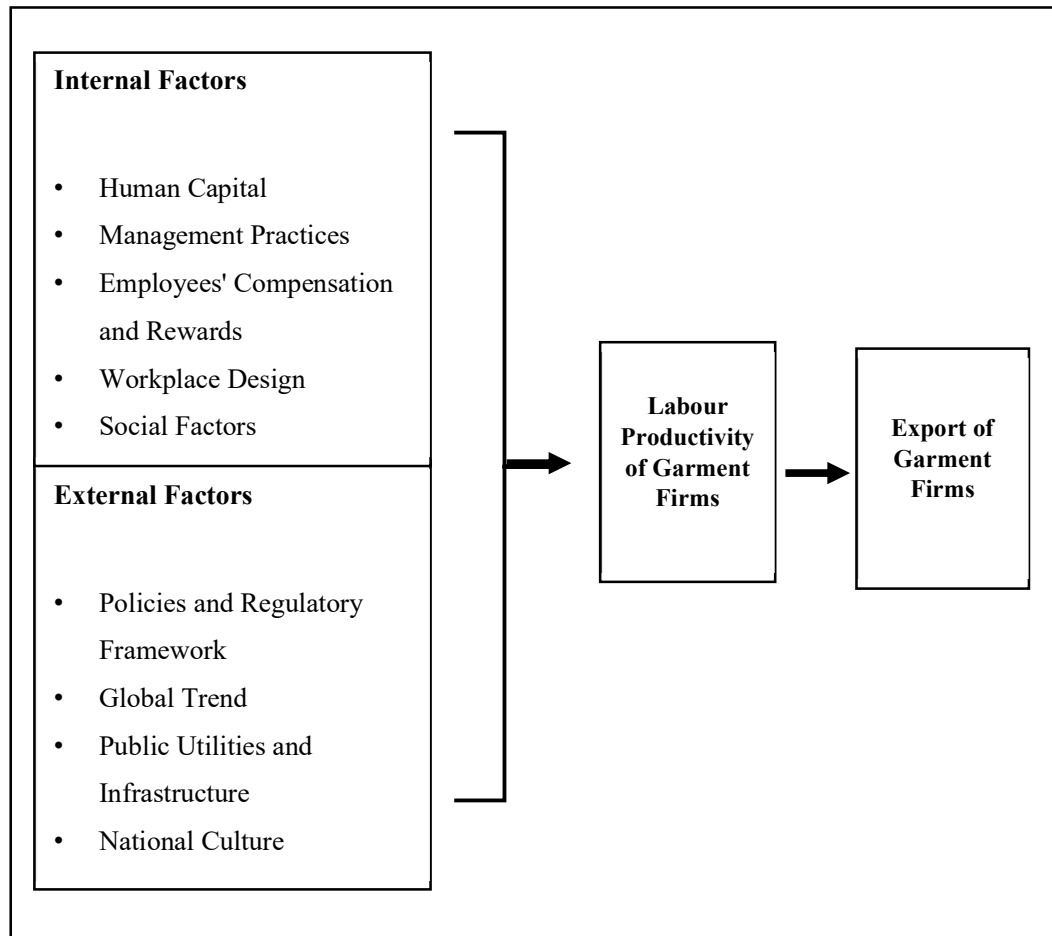 Internal Factors
• Human Capital
• Management Practices
• Employees' Compensation
and Rewards
• Workplace Design
• Social Factors
External Factors
• Policies and Regulatory
Framework
• Global Trend
• Public Utilities and
Infrastructure
• National Culture
Labour
Productivity
of Garment
Firms
Export of
Garment
Firms